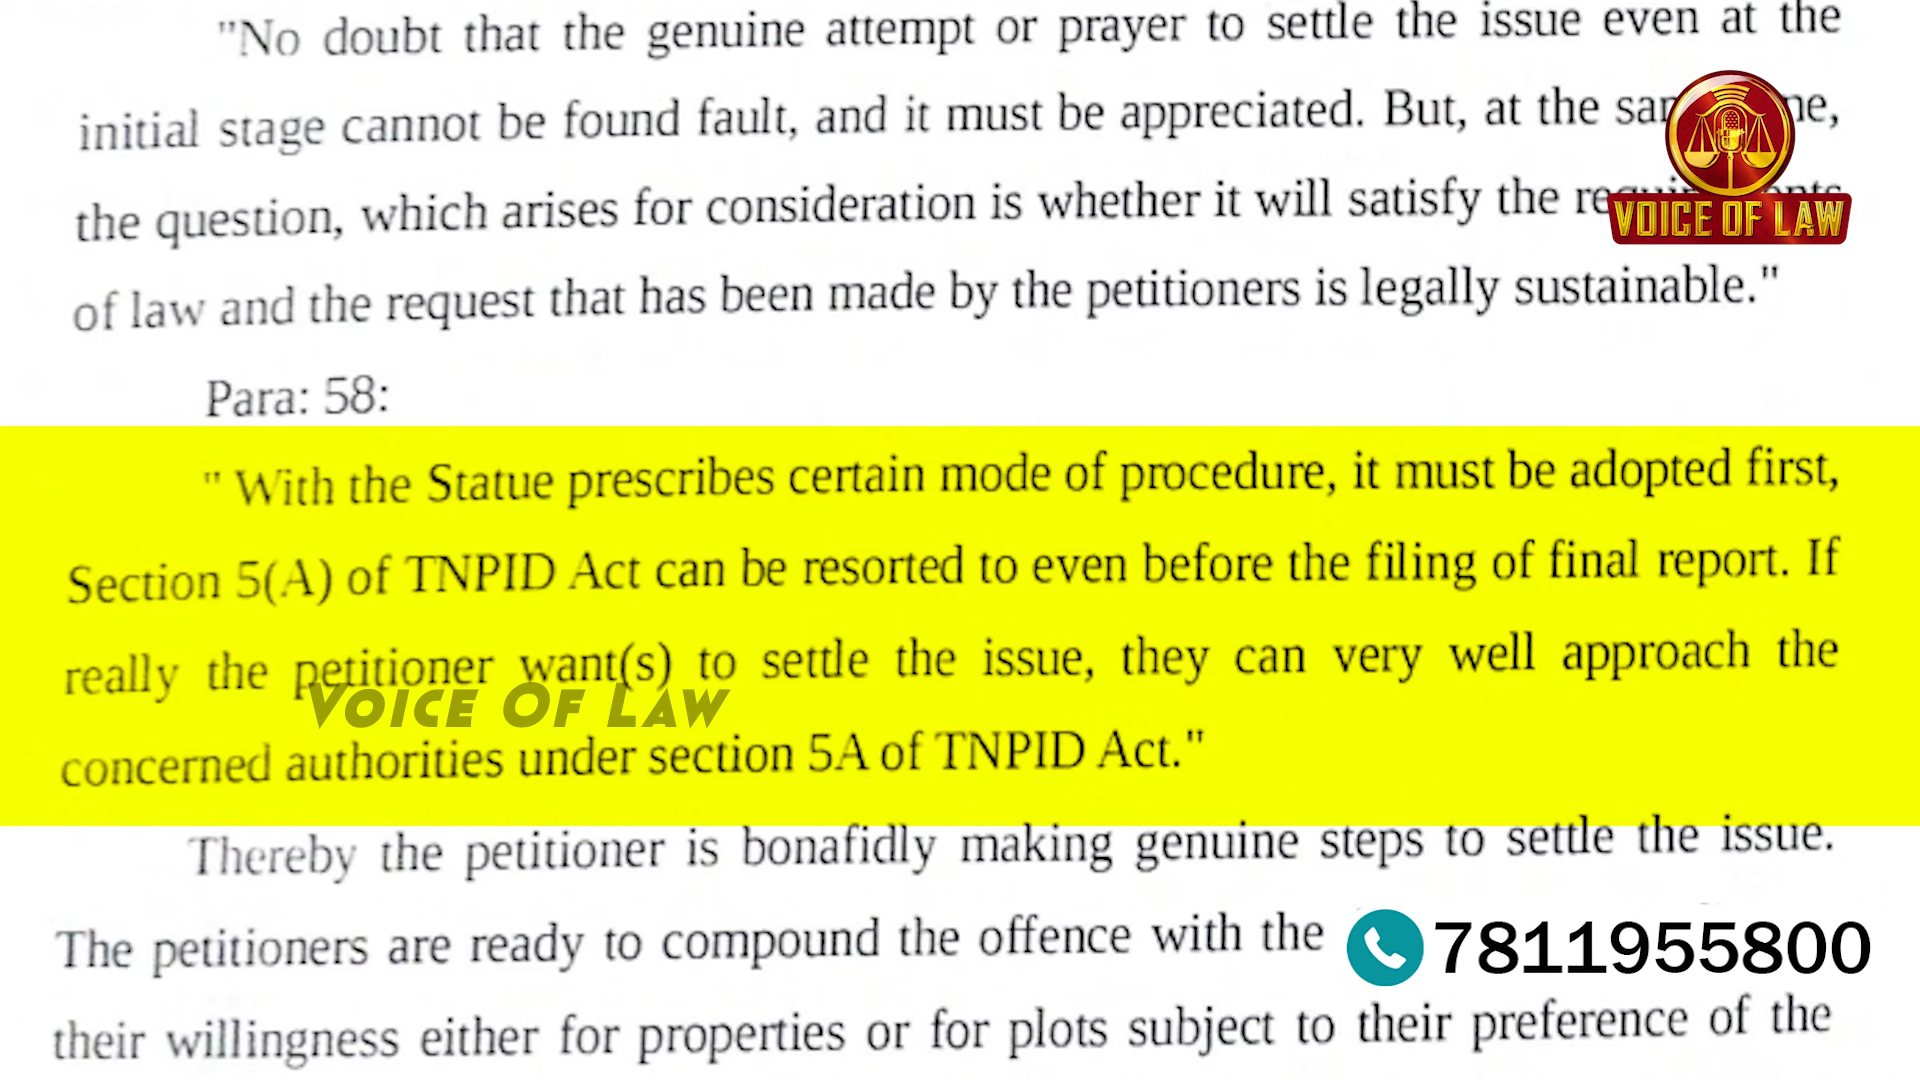 "No doubt that the genuine attempt or prayer to settle the issue even at the
initial stage cannot be found fault, and it must be appreciated. But, at the
the question, which arises for consideration is whether it will satisfy the
of law and the request that has been made by the petitioners is legally sustainable."
VOICE OF LAW
Para: 58:
" With the Statue prescribes certain mode of procedure, it must be adopted first,
Section 5(A) of TNPID Act can be resorted to even before the filing of final report. If
really the petitioner want(s) to settle the issue, they can very well approach the
Voice Of Law
concerned authorities under section 5A of TNPID Act."
Thereby the petitioner is bonafidly making genuine steps to settle the issue.
The petitioners are ready to compound the offence with the
7811955800
their willingness either for properties or for plots subject to their preference of the